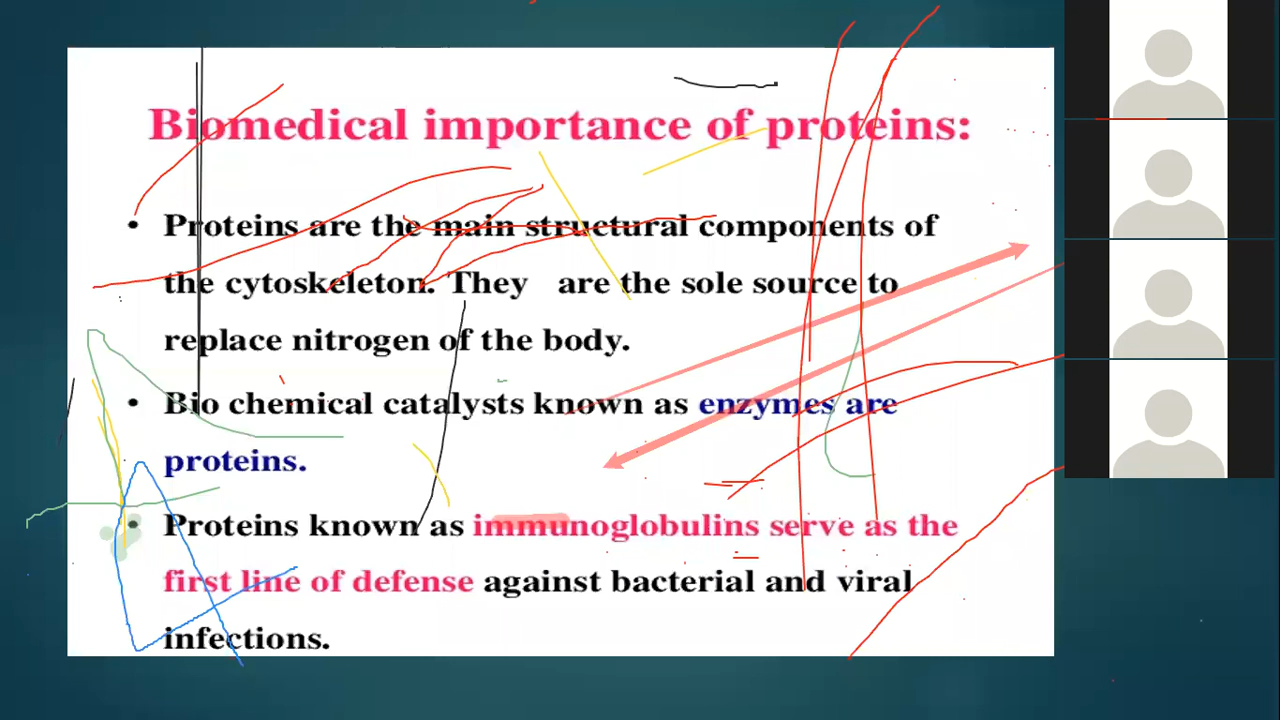 Biomedical importance of proteins:
• Proteins are the main structural components of
the cytoskeleton. They are the sole source to
replace nitrogen of the body.
• Bio chemical catalysts known as enzymes are
proteins.
• Proteins known as immunoglobulins serve as the
first line of defense against bacterial and viral
infections.